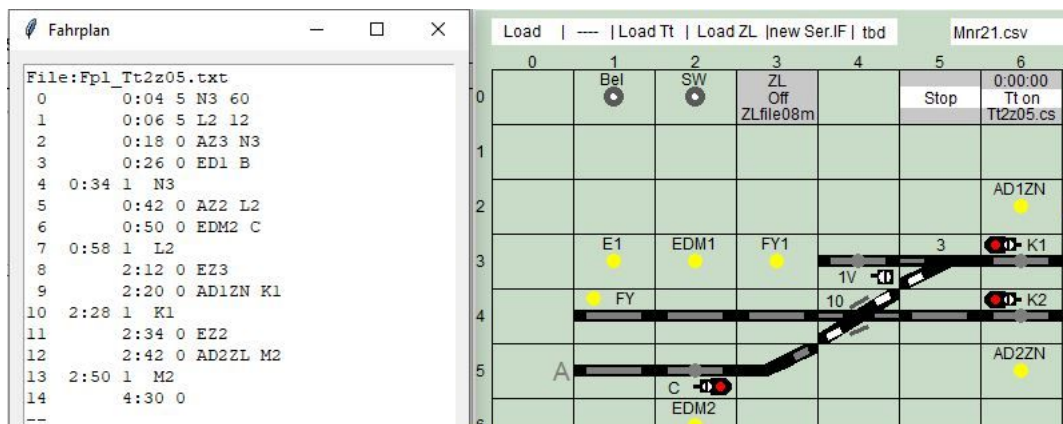 Fahrplan
File:Fpl_Tt2z05.txt
0 0:04 5 N3 60
1 0:06 5 L2 12
2 0:18 0 AZ3 N3
3 0:26 0 ED1 B
4 0:34 1 N3
5 0:42 0 AZ2 L2
6 0:50 0 EDM2 C
7 0:58 1 L2
8 2:12 0 EZ3
9 2:20 0 AD1ZN K1
10 2:28 1 K1
11 2:34 0 EZ2
12 2:42 0 AD2ZL M2
13 2:50 1 M2
14 4:30 0
--
Load | ---- | Load Tt | Load ZL |new Ser.IF | tbd Mnr21.csv
0 1 2 3 4 5 6
Bel SW ZL 0:00:00
0 Off Stop Tt on
ZLfile08m Tt2z05.cs
1
AD1ZN
2
E1 EDM1 FY1 3 K1
3
1V
FY 10 K2
4
AD2ZN
5 A
C
EDM2
6